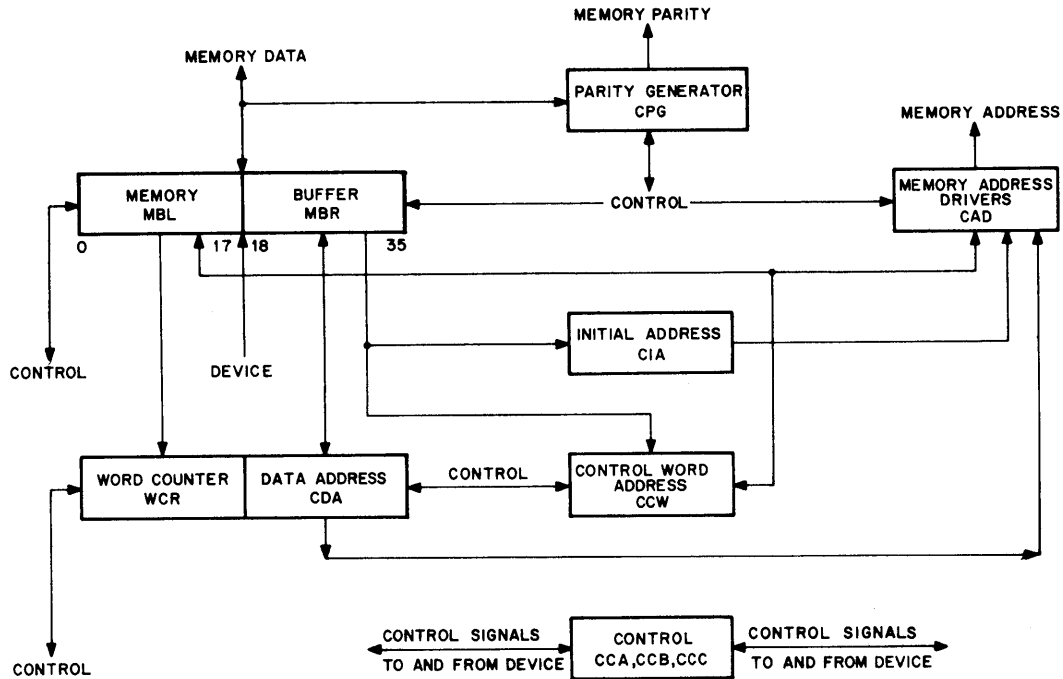 MEMORY PARITY
MEMORY DATA
PARITY GENERATOR
CPG
MEMORY ADDRESS
MEMORY
MBL
BUFFER
MBR
CONTROL
MEMORY ADDRESS
DRIVERS
CAD
0
17
18
35
INITIAL ADDRESS
CIA
CONTROL
DEVICE
WORD COUNTER
WCR
DATA ADDRESS
CDA
CONTROL
CONTROL WORD
ADDRESS
CCW
CONTROL
CONTROL SIGNALS
TO AND FROM DEVICE
CONTROL
CCA,CCB,CCC
CONTROL SIGNALS
TO AND FROM DEVICE